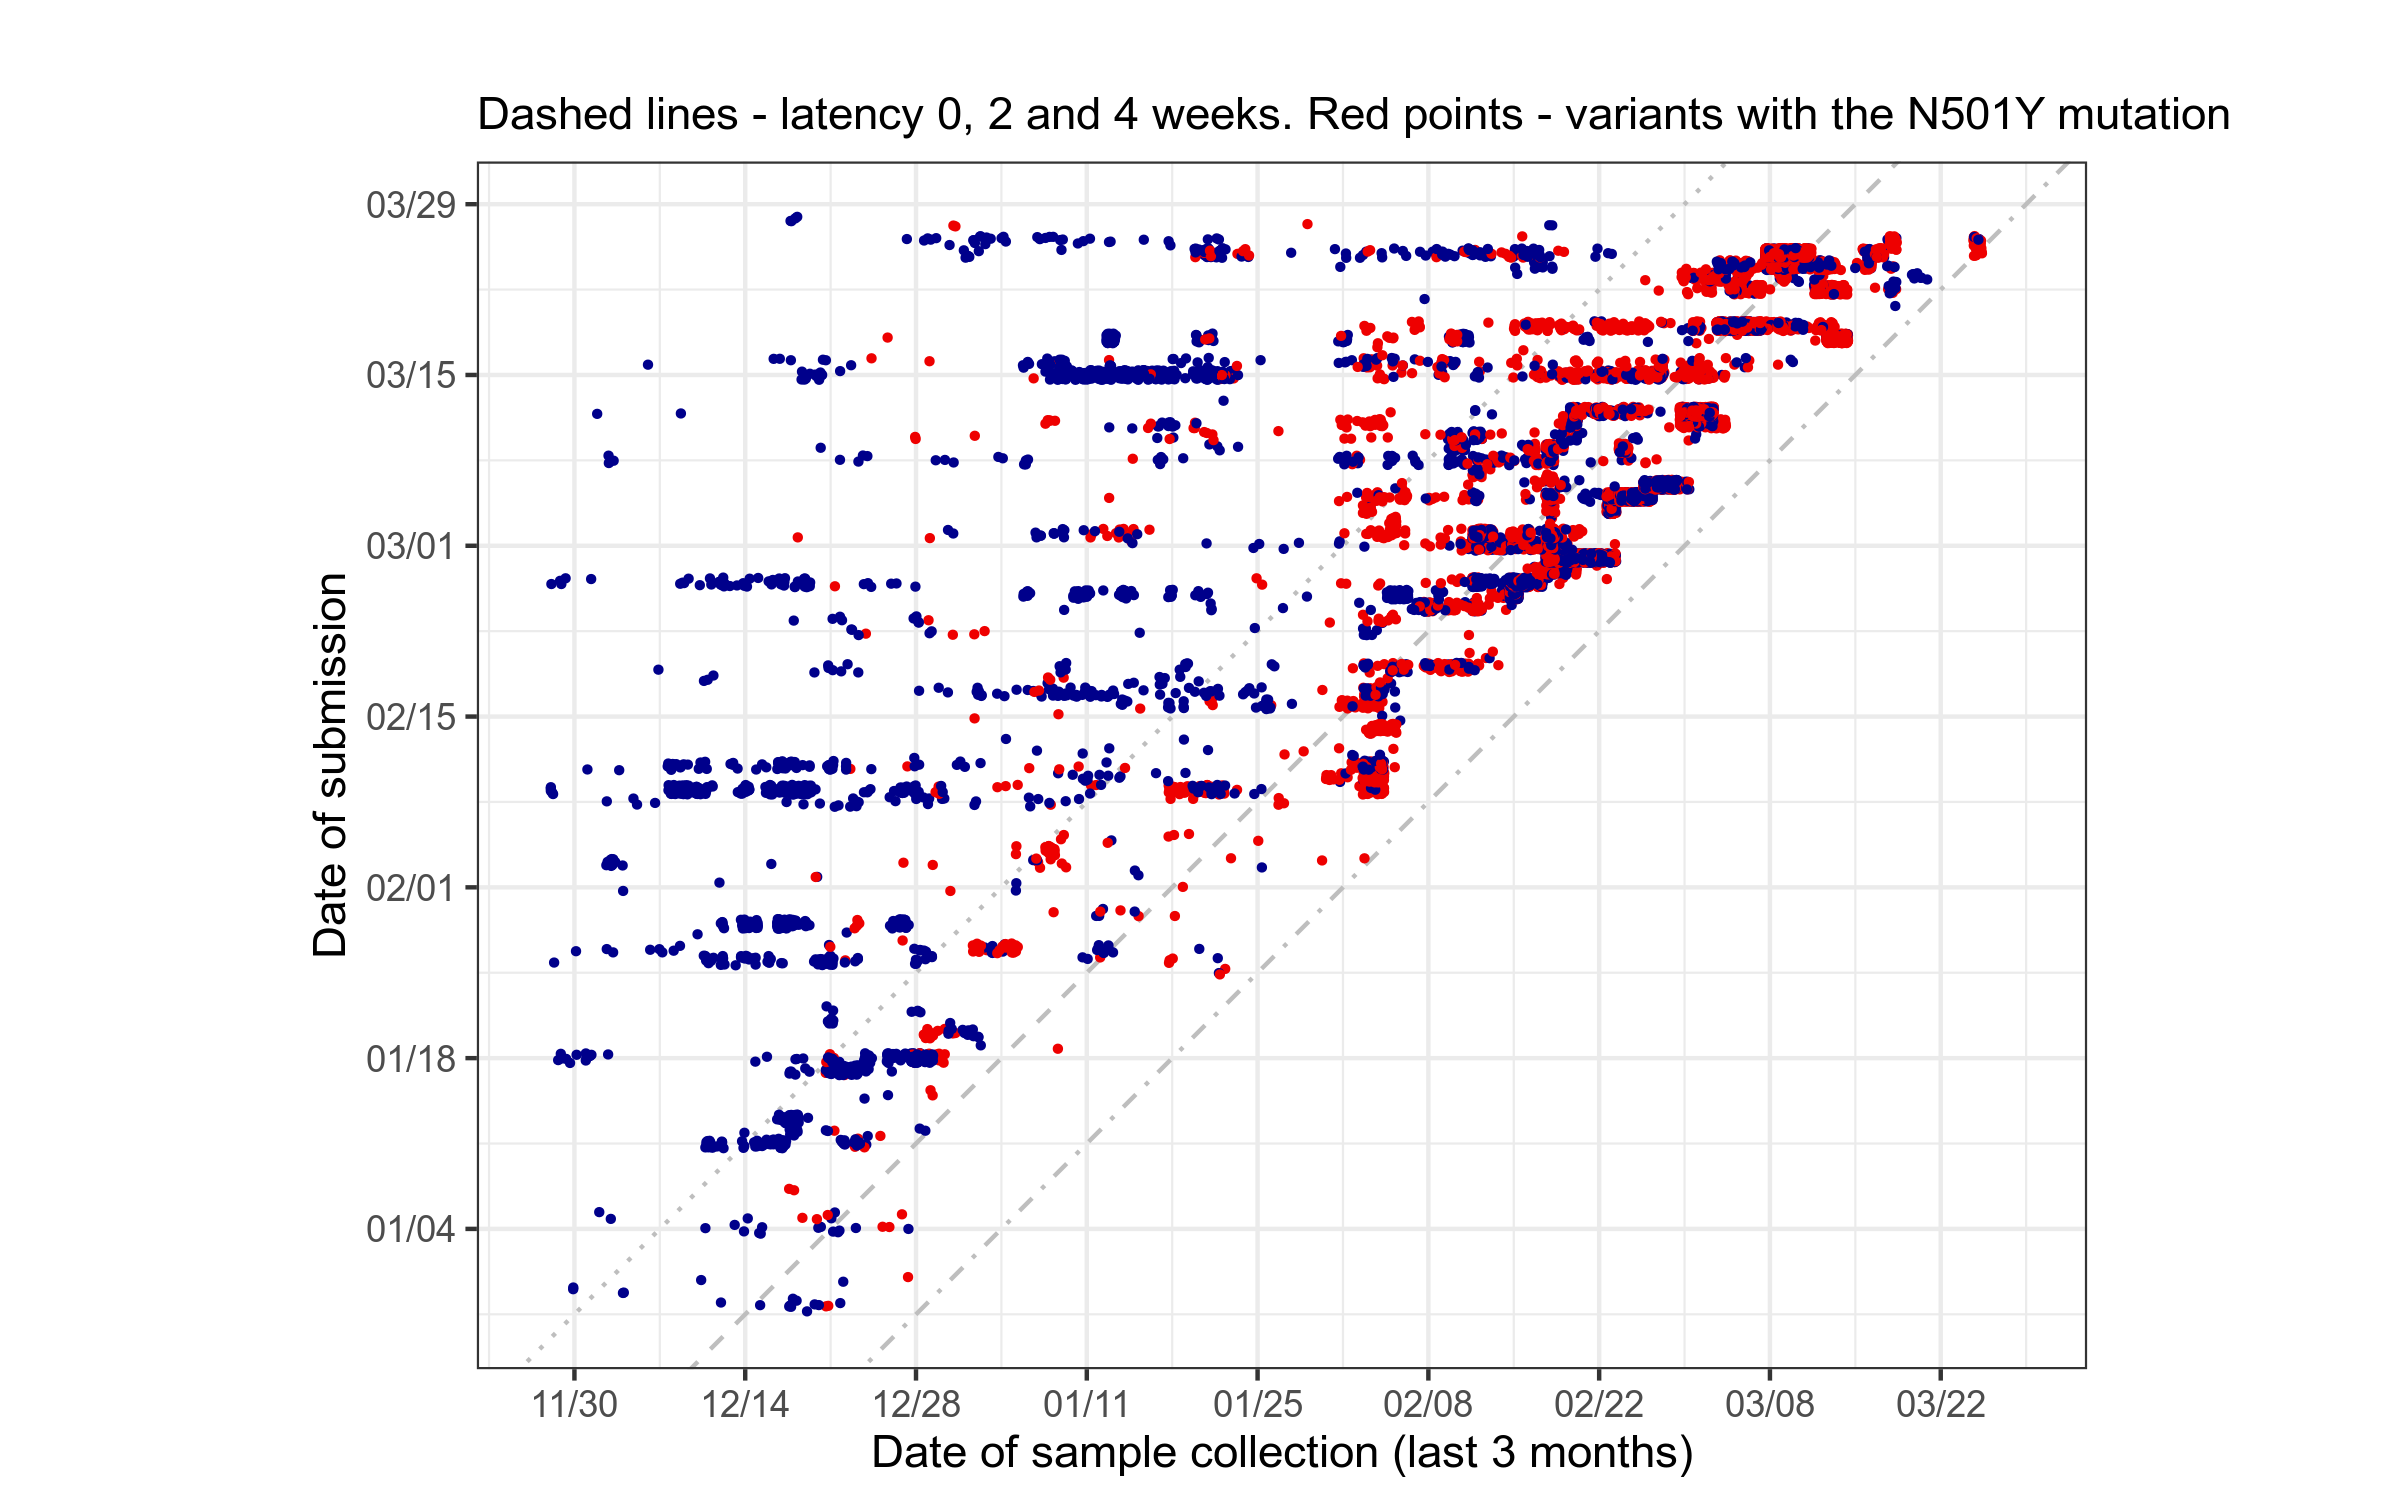 Dashed lines - latency 0, 2 and 4 weeks. Red points - variants with the N501Y mutation
Date of submission
03/29
03/15
03/01
02/15
02/01
01/18
01/04
11/30 12/14 12/28 01/11 01/25 02/08 02/22 03/08 03/22
Date of sample collection (last 3 months)